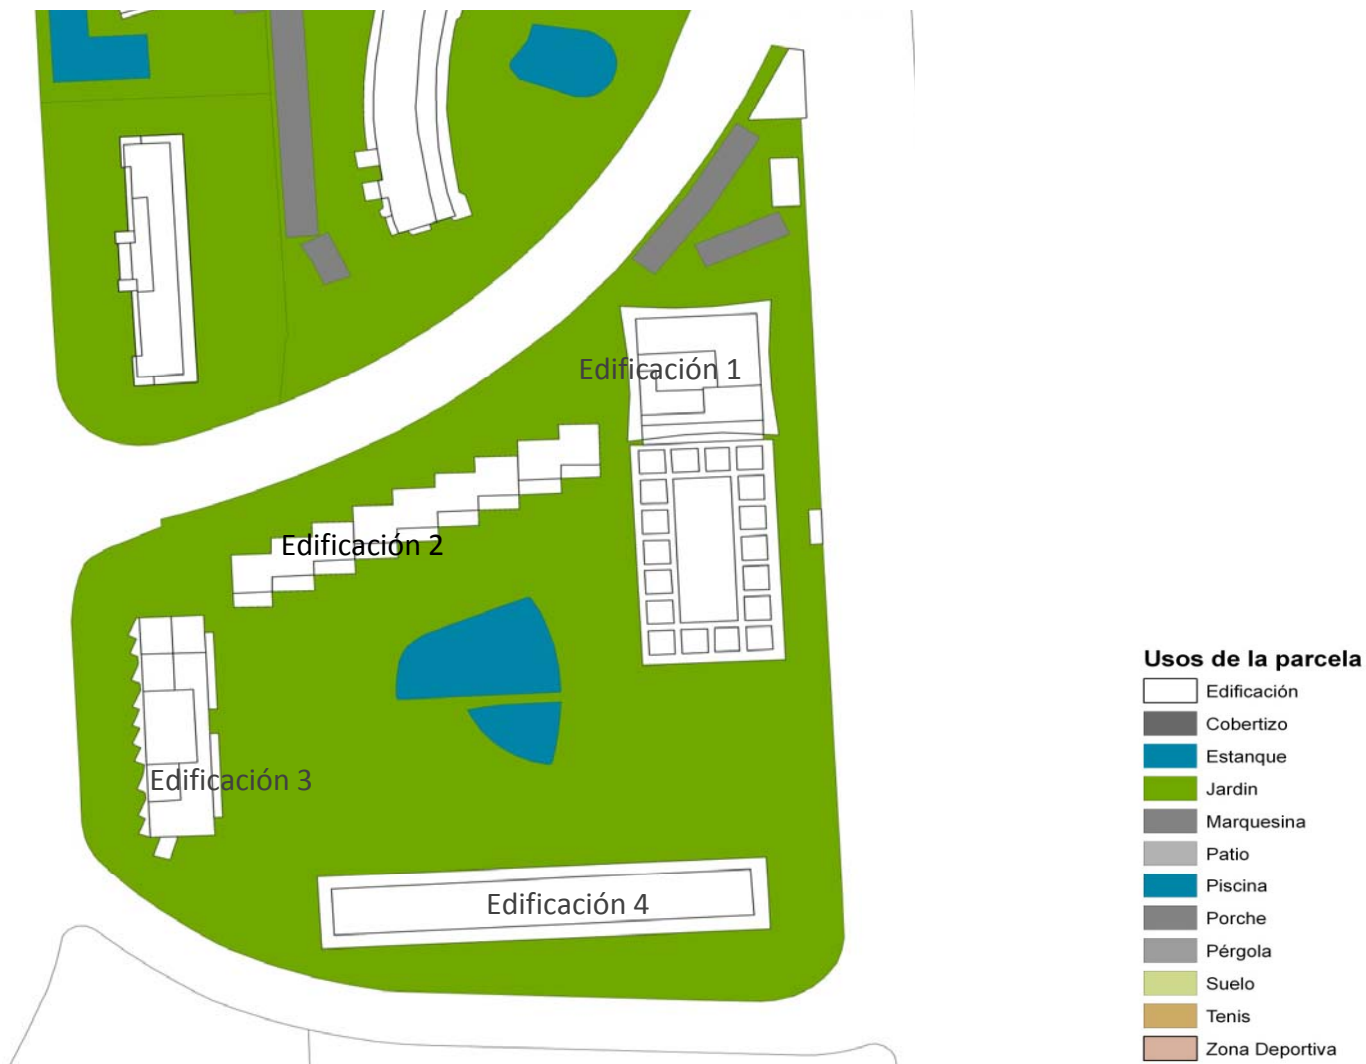 Edificación 1
Edificación 2
Edificación 3
Edificación 4
Usos de la parcela
Edificación
Cobertizo
Estanque
Jardin
Marquesina
Patio
Piscina
Porche
Pérgola
Suelo
Tenis
Zona Deportiva